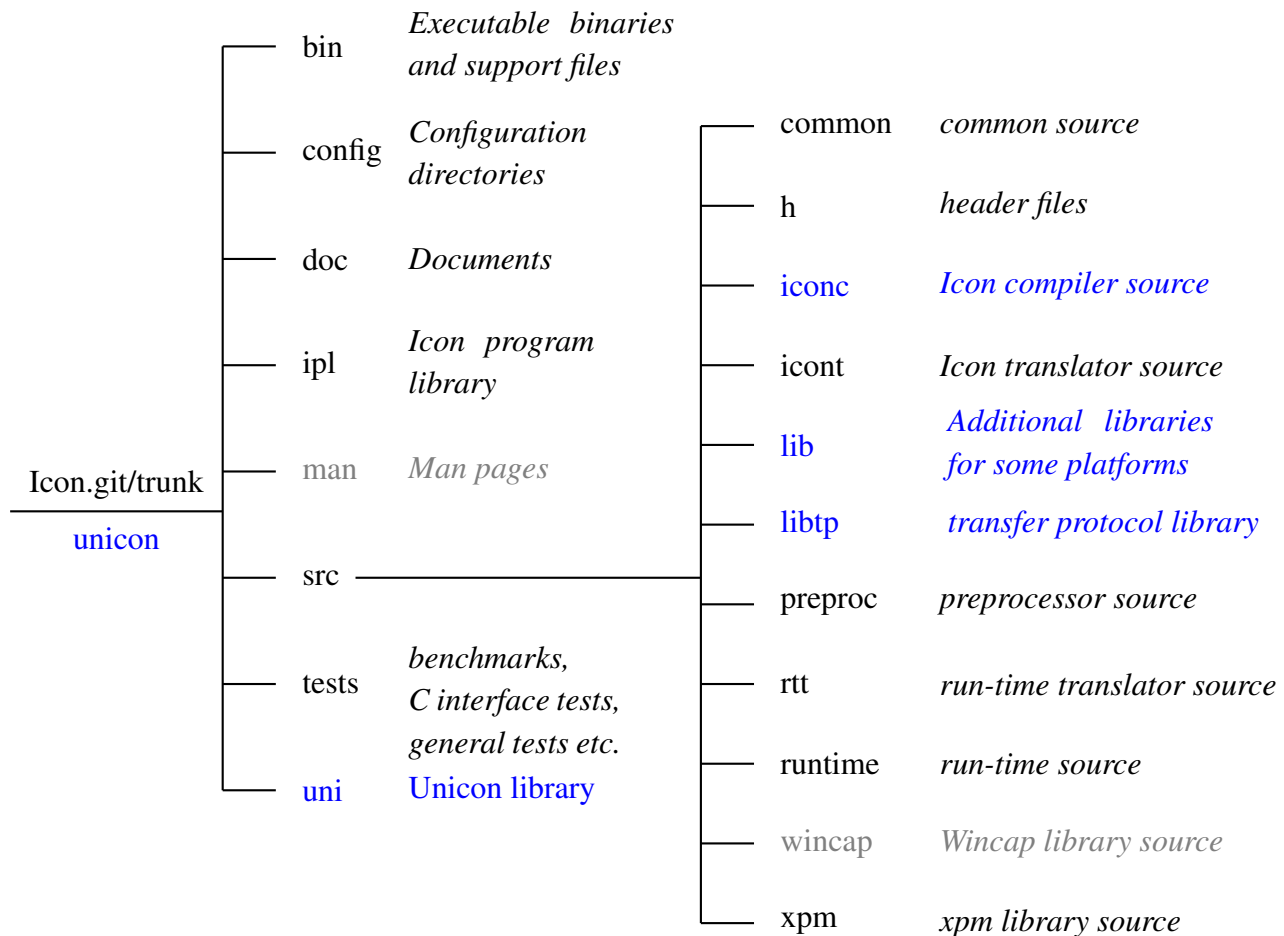 Icon.git/trunk
unicon
bin
Executable binaries
and support files
config
Configuration
directories
doc
Documents
ipl
Icon program
library
man
Man pages
src
tests
benchmarks,
C interface tests,
general tests etc.
uni
Unicon library
common
common source
h
header files
iconc
Icon compiler source
icont
Icon translator source
lib
Additional libraries
for some platforms
libtp
transfer protocol library
preproc
preprocessor source
rtt
run-time translator source
runtime
run-time source
wincap
Wincap library source
xpm
xpm library source